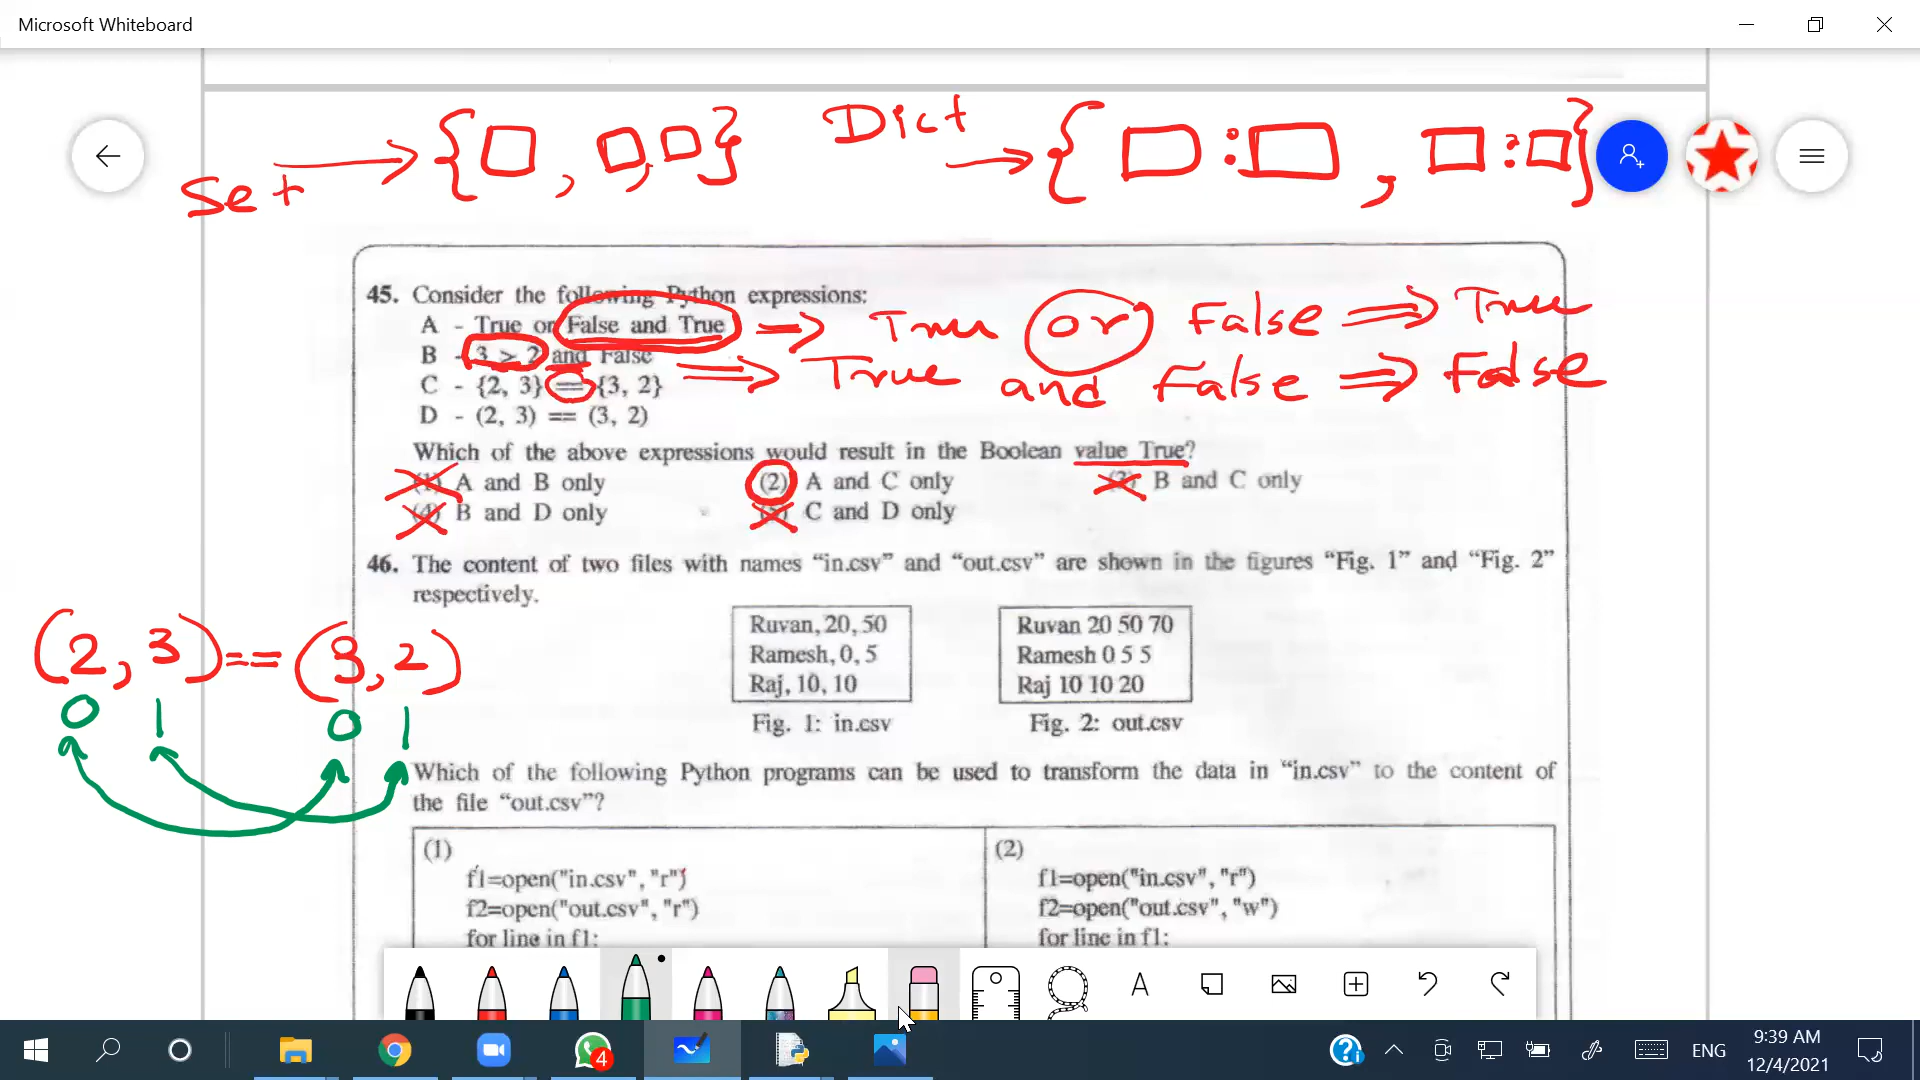 Microsoft Whiteboard
Set { , , } Dict { : , : }
45. Consider the following Python expressions:
A - True or False and True ⇒ True or False ⇒ True
B - 3 > 2 and False ⇒ True and False ⇒ False
C - {2, 3} == {3, 2}
D - (2, 3) == (3, 2)
Which of the above expressions would result in the Boolean value True?
(1) A and B only (2) A and C only (3) B and C only
(4) B and D only (5) C and D only
46. The content of two files with names “in.csv” and “out.csv” are shown in the figures “Fig. 1” and “Fig. 2”
respectively.
(2, 3) == (3, 2)
0 1 0 1
Ruvan, 20, 50
Ramesh, 0, 5
Raj, 10, 10
Fig. 1: in.csv
Ruvan 20 50 70
Ramesh 0 5 5
Raj 10 10 20
Fig. 2: out.csv
Which of the following Python programs can be used to transform the data in “in.csv” to the content of
the file “out.csv”?
(1)
f1=open("in.csv", "r")
f2=open("out.csv", "r")
for line in f1:
(2)
f1=open("in.csv", "r")
f2=open("out.csv", "w")
for line in f1:
A
4
ENG
9:39 AM
12/4/2021